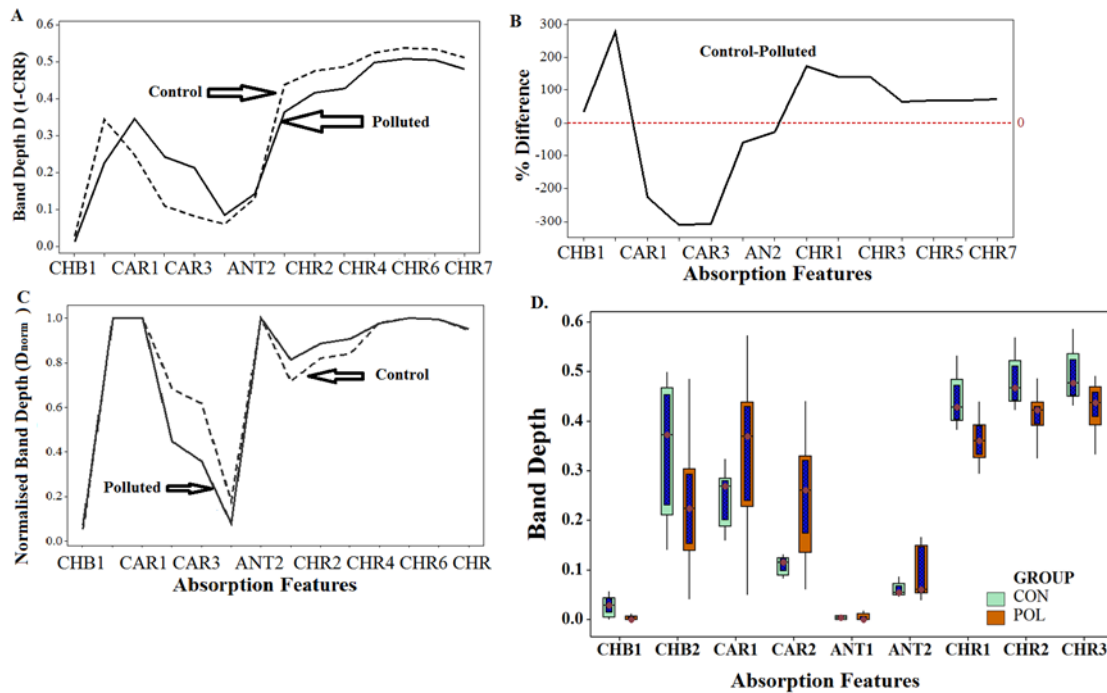 A
Band Depth D (1-CRR)
0.6
0.5
0.4
0.3
0.2
0.1
0.0
Control
Polluted
CHB1 CAR1 CAR3 ANT2 CHR2 CHR4 CHR6 CHR7
B
% Difference
300
200
100
0
-100
-200
-300
Control-Polluted
0
CHB1 CAR1 CAR3 AN2 CHR1 CHR3 CHR5 CHR7
Absorption Features
C
Normalised Band Depth (Dnorm )
1.0
0.8
0.6
0.4
0.2
0.0
Control
Polluted
CHB1 CAR1 CAR3 ANT2 CHR2 CHR4 CHR6 CHR
Absorption Features
D.
Band Depth
0.6
0.5
0.4
0.3
0.2
0.1
0.0
GROUP
CON
POL
CHB1 CHB2 CAR1 CAR2 ANT1 ANT2 CHR1 CHR2 CHR3
Absorption Features